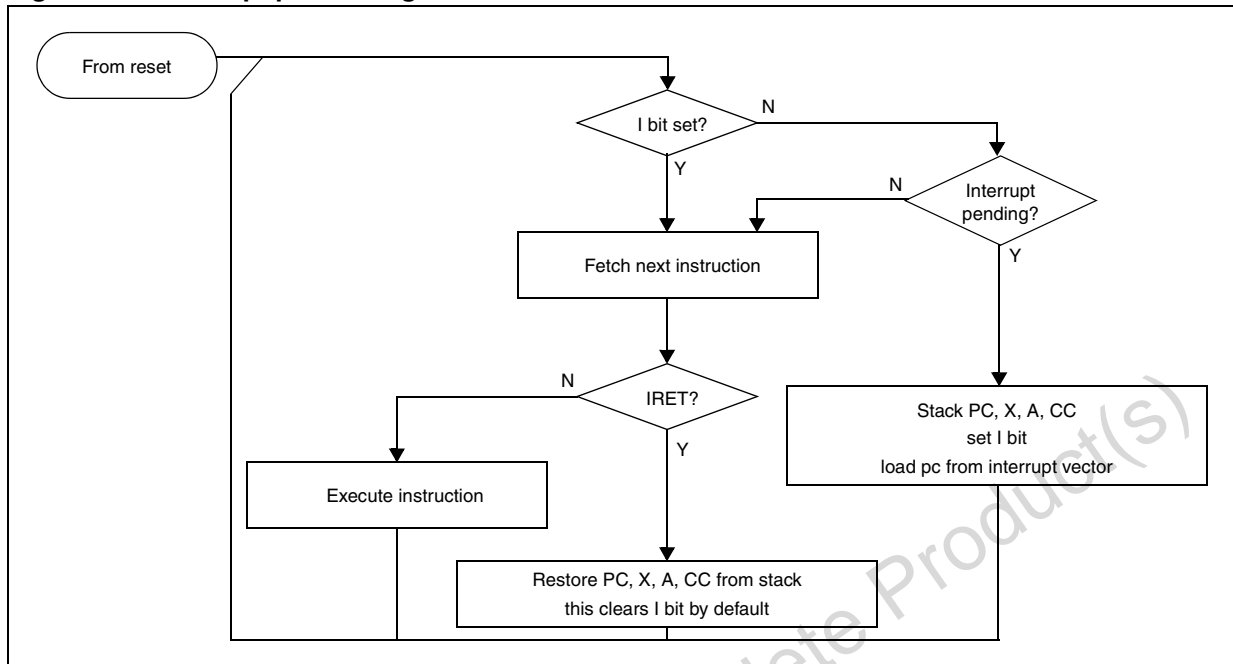 From reset
I bit set?
N
Y
Interrupt
pending?
N
Y
Fetch next instruction
IRET?
N
Y
Stack PC, X, A, CC
set I bit
load pc from interrupt vector
Execute instruction
Restore PC, X, A, CC from stack
this clears I bit by default
Product(s)